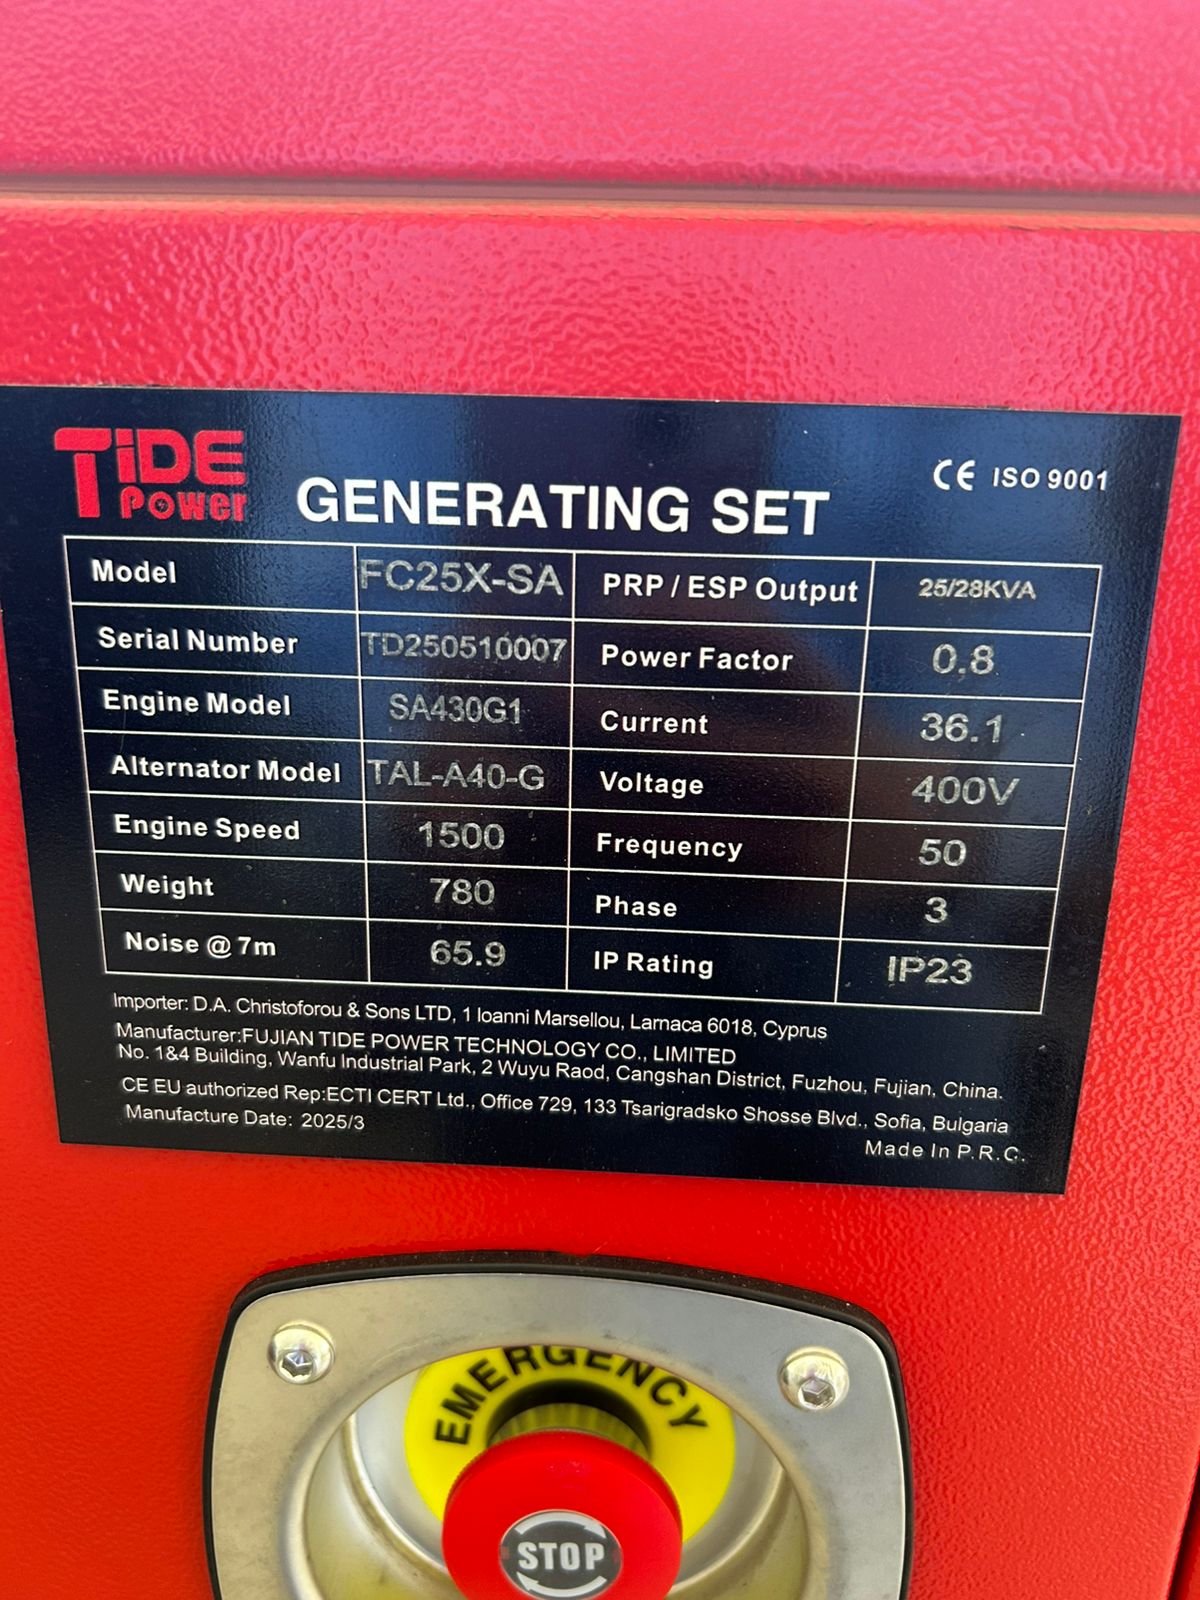 TiDE Power
GENERATING SET
CE ISO 9001
Model FC25X-SA PRP / ESP Output 25/28KVA
Serial Number TD250510007 Power Factor 0.8
Engine Model SA430G1 Current 36.1
Alternator Model TAL-A40-G Voltage 400V
Engine Speed 1500 Frequency 50
Weight 780 Phase 3
Noise @ 7m 65.9 IP Rating IP23
Importer: D.A. Christoforou & Sons LTD, 1 Ioanni Marsellou, Larnaca 6018, Cyprus
Manufacturer:FUJIAN TIDE POWER TECHNOLOGY CO., LIMITED
No. 1&4 Building, Wanfu Industrial Park, 2 Wuyu Raod, Cangshan District, Fuzhou, Fujian, China.
CE EU authorized Rep:ECTI CERT Ltd., Office 729, 133 Tsarigradsko Shosse Blvd., Sofia, Bulgaria
Manufacture Date: 2025/3
Made In P.R.C.
EMERGENCY
STOP